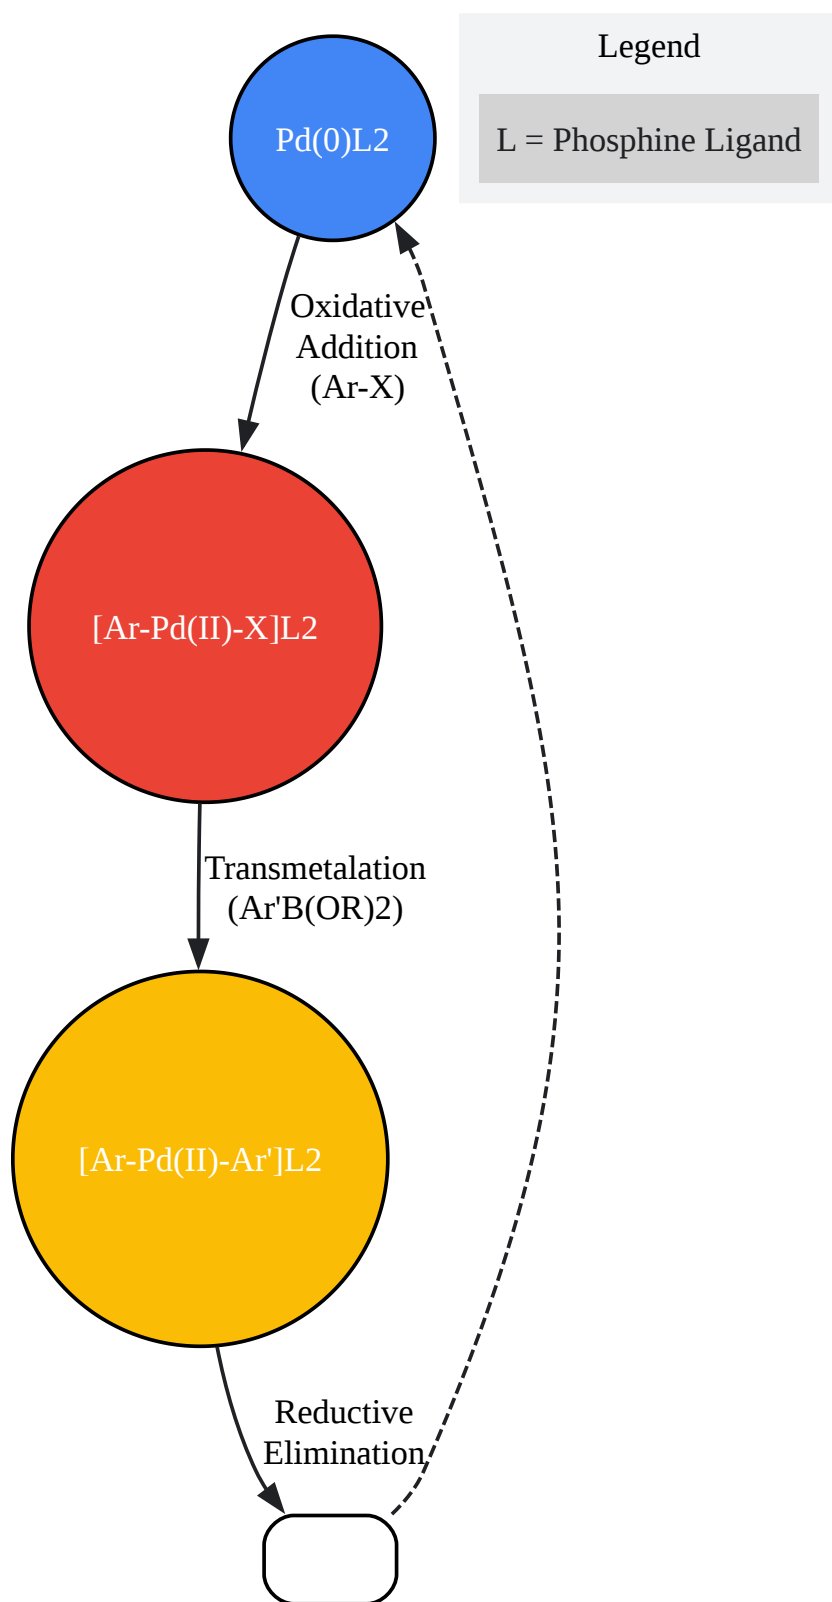 Legend
Pd(0)L2
L = Phosphine Ligand
Oxidative
Addition
(Ar-X)
[Ar-Pd(II)-X]L2
Transmetalation
(Ar'B(OR)2)
[Ar-Pd(II)-Ar']L2
Reductive
Elimination